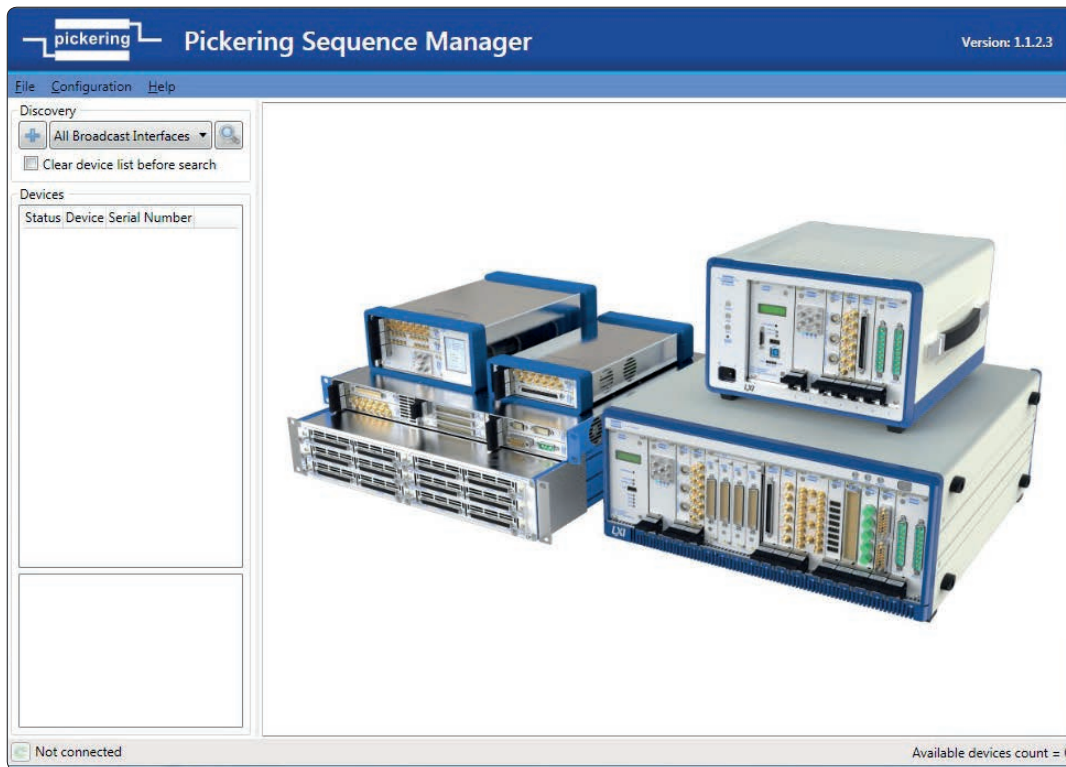 pickering
Pickering Sequence Manager
Version: 1.1.2.3
File Configuration Help
Discovery
All Broadcast Interfaces
Clear device list before search
Devices
Status Device Serial Number
LXI
LXI
Not connected
Available devices count =